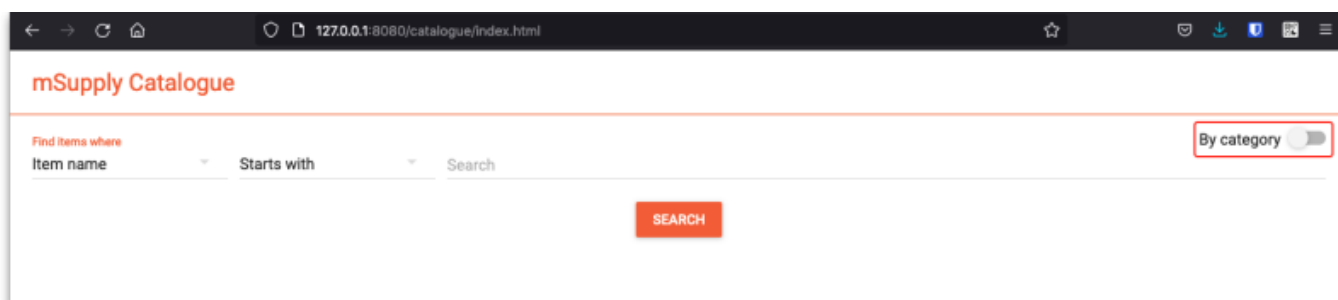 127.0.0.1:8080/catalogue/index.html
mSupply Catalogue
Find items where
By category
Item name Starts with Search
SEARCH